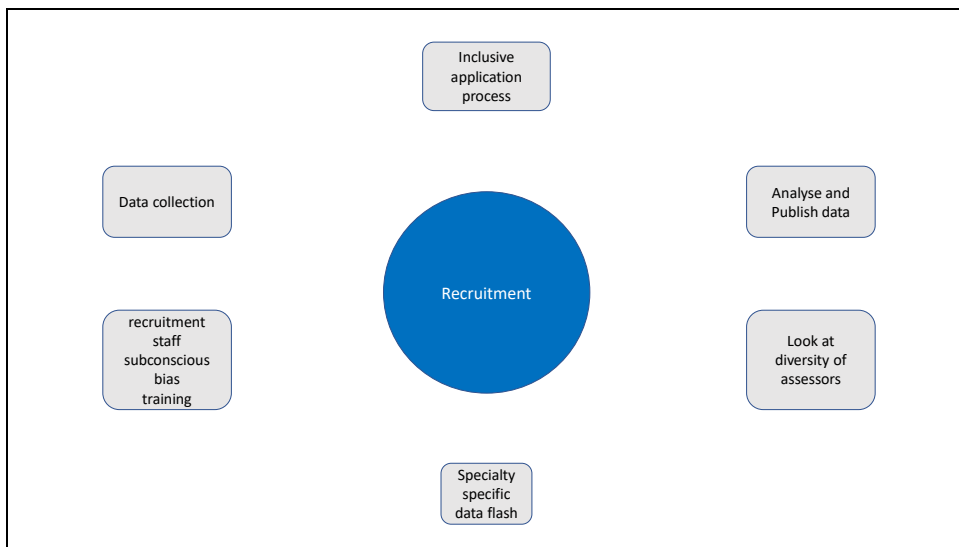 Inclusive
application
process
Data collection
Analyse and
Publish data
Recruitment
recruitment
staff
subconscious
bias
training
Look at
diversity of
assessors
Specialty
specific
data flash